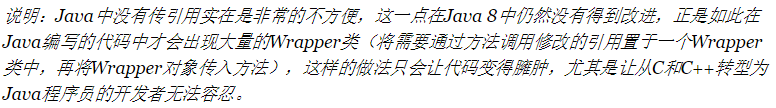 说明：Java中没有传引用实在是非常的不方便，这一点在Java 8中仍然没有得到改进，正是如此在
Java编写的代码中才会出现大量的Wrapper类（将需要通过方法调用修改的引用置于一个Wrapper
类中，再将Wrapper对象传入方法），这样的做法只会让代码变得臃肿，尤其是让从C和C++转型为
Java程序员的开发者无法容忍。